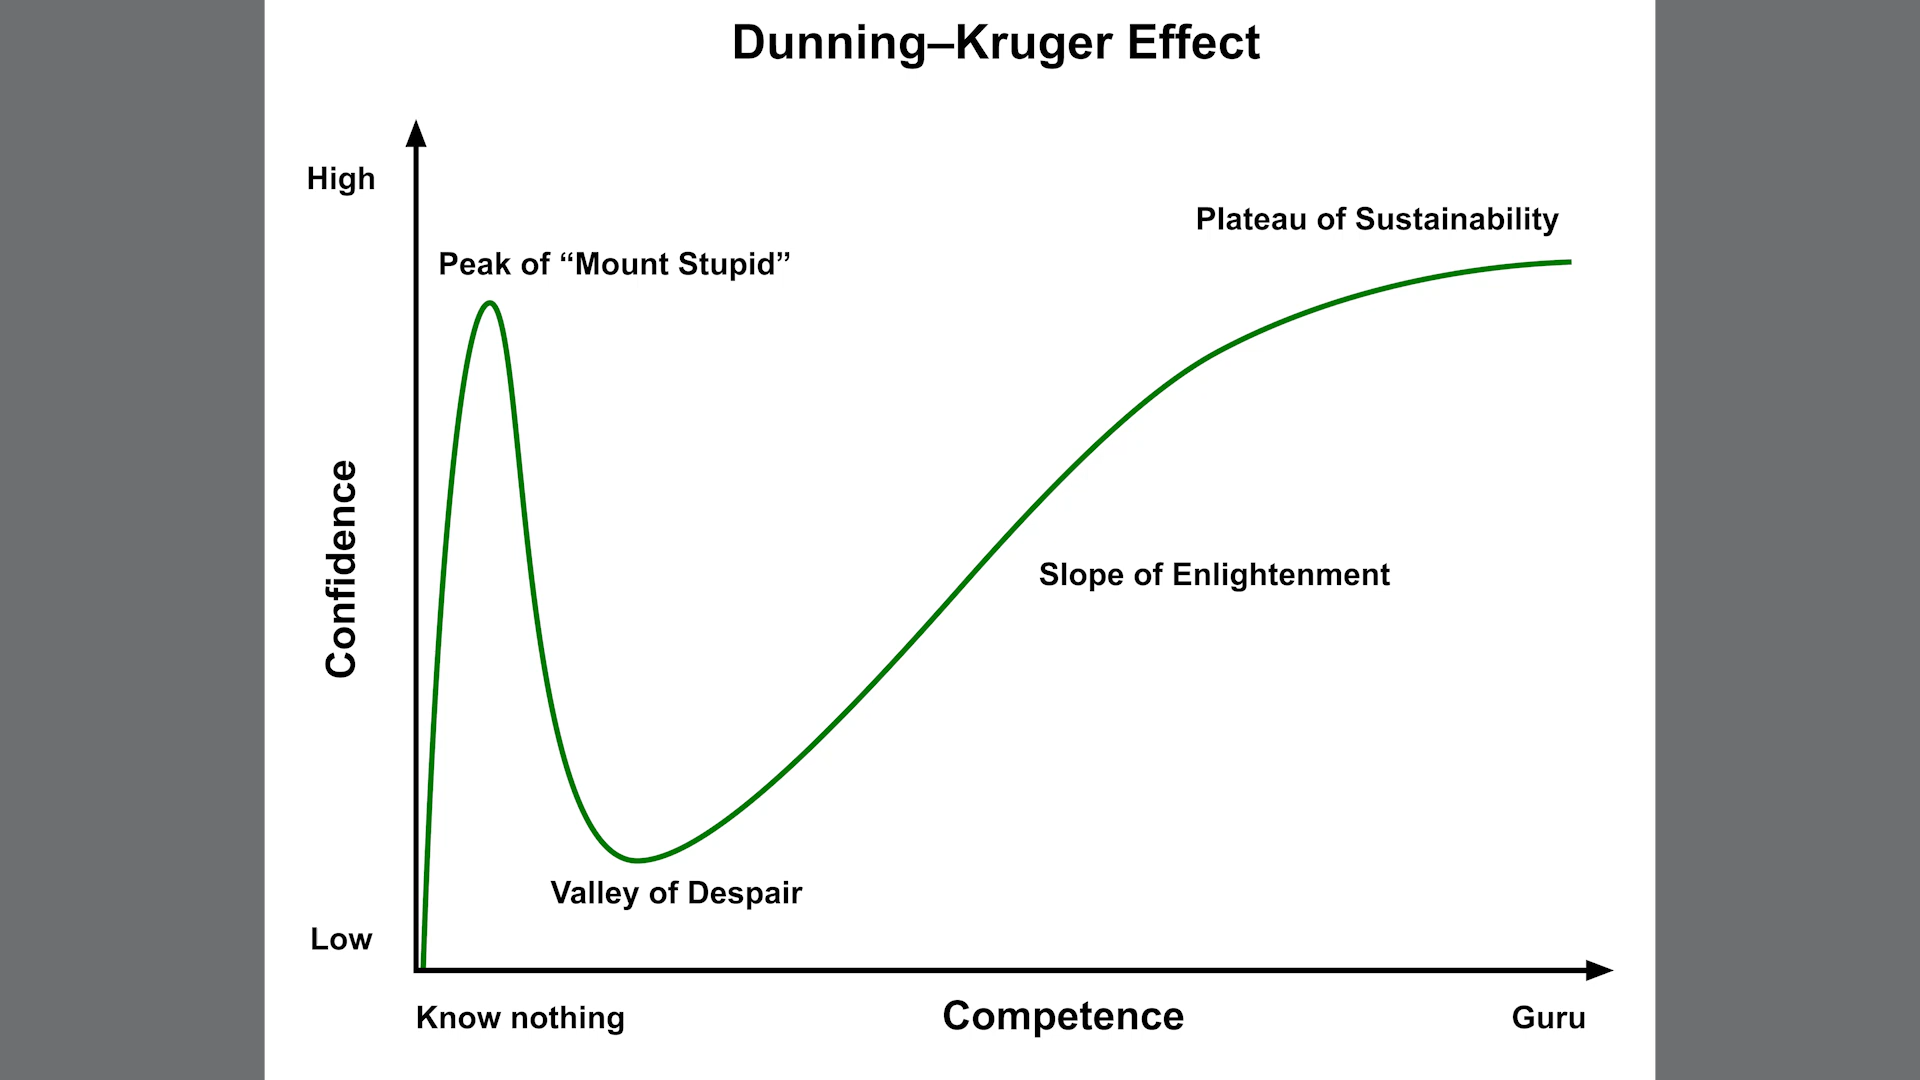 Dunning–Kruger Effect
High
Plateau of Sustainability
Peak of “Mount Stupid”
Confidence
Slope of Enlightenment
Valley of Despair
Low
Know nothing
Competence
Guru